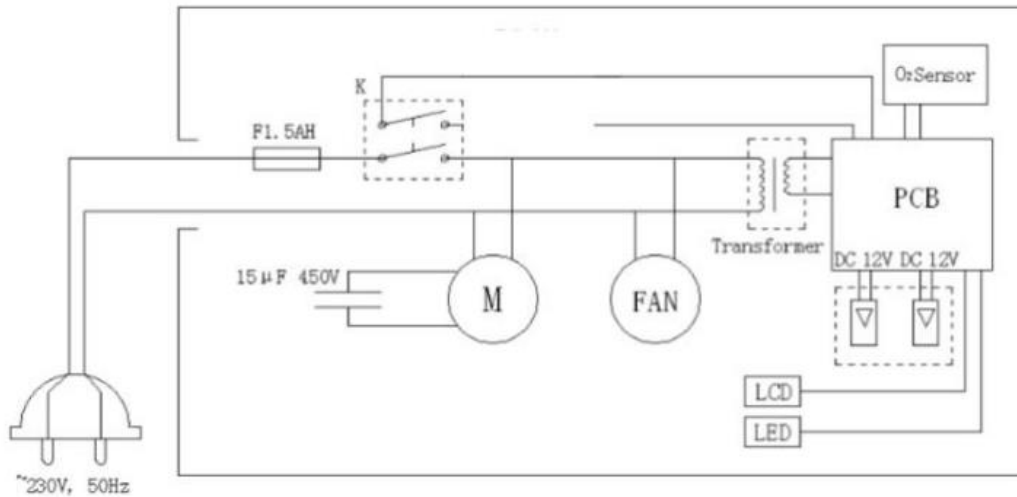 O₂Sensor
K
F1.5AH
PCB
Transformer
DC 12V DC 12V
15μF 450V
M
FAN
LCD
LED
~230V, 50Hz